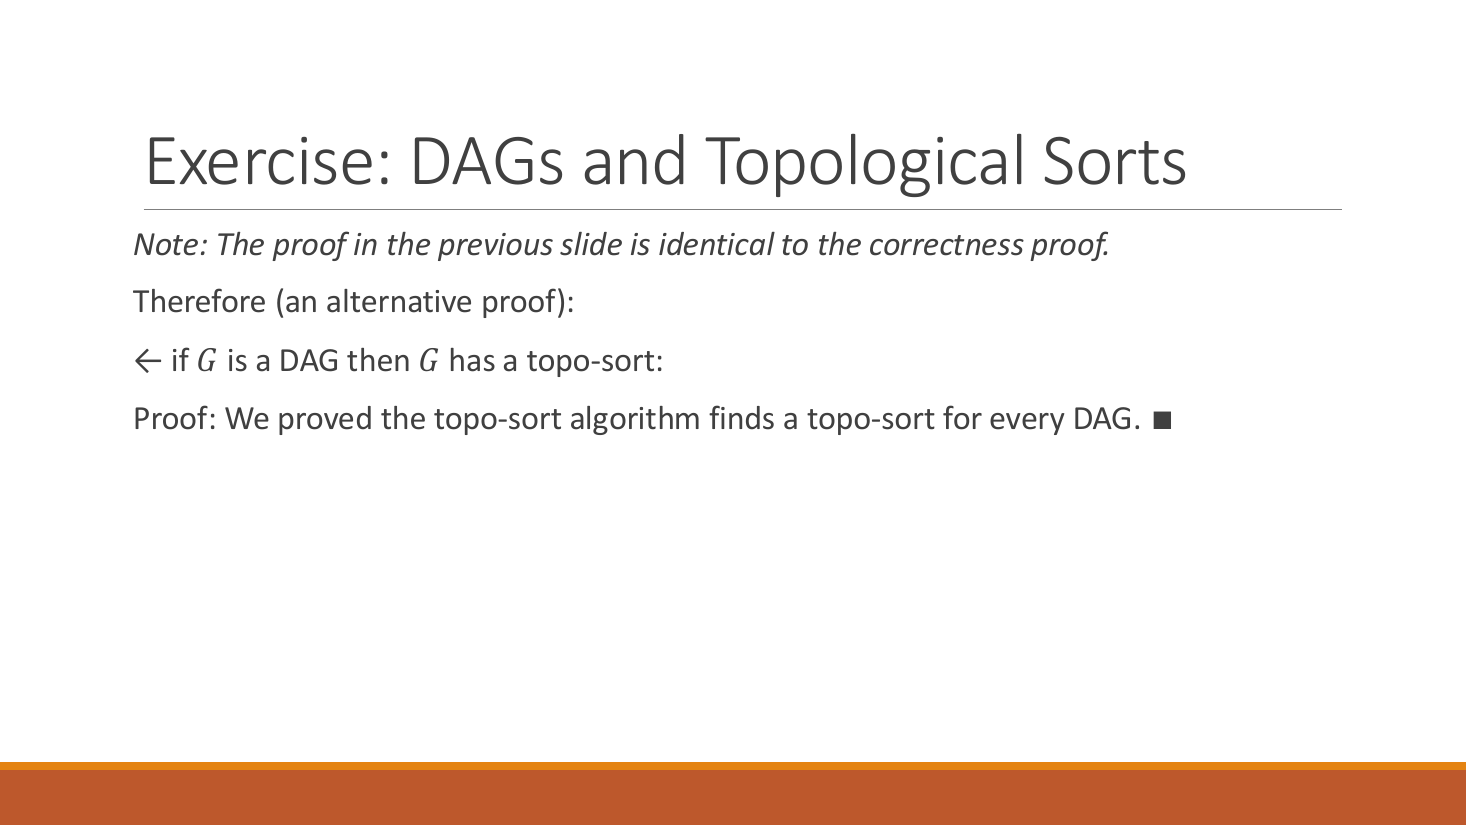 Exercise: DAGs and Topological Sorts
Note: The proof in the previous slide is identical to the correctness proof.
Therefore (an alternative proof):
← if 𝐺 is a DAG then 𝐺 has a topo-sort:
Proof: We proved the topo-sort algorithm finds a topo-sort for every DAG. ■